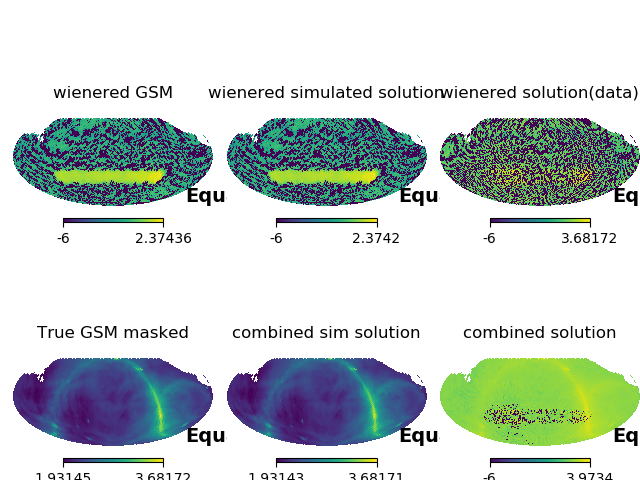 wienered GSM
wienered simulated solution
wienered solution(data)
Equ
Equ
Eq
-6 2.37436
-6 2.3742
-6 3.68172
True GSM masked
combined sim solution
combined solution
Equ
Equ
Eq
1.93145 3.68172
1.93143 3.68171
-6 3.9734